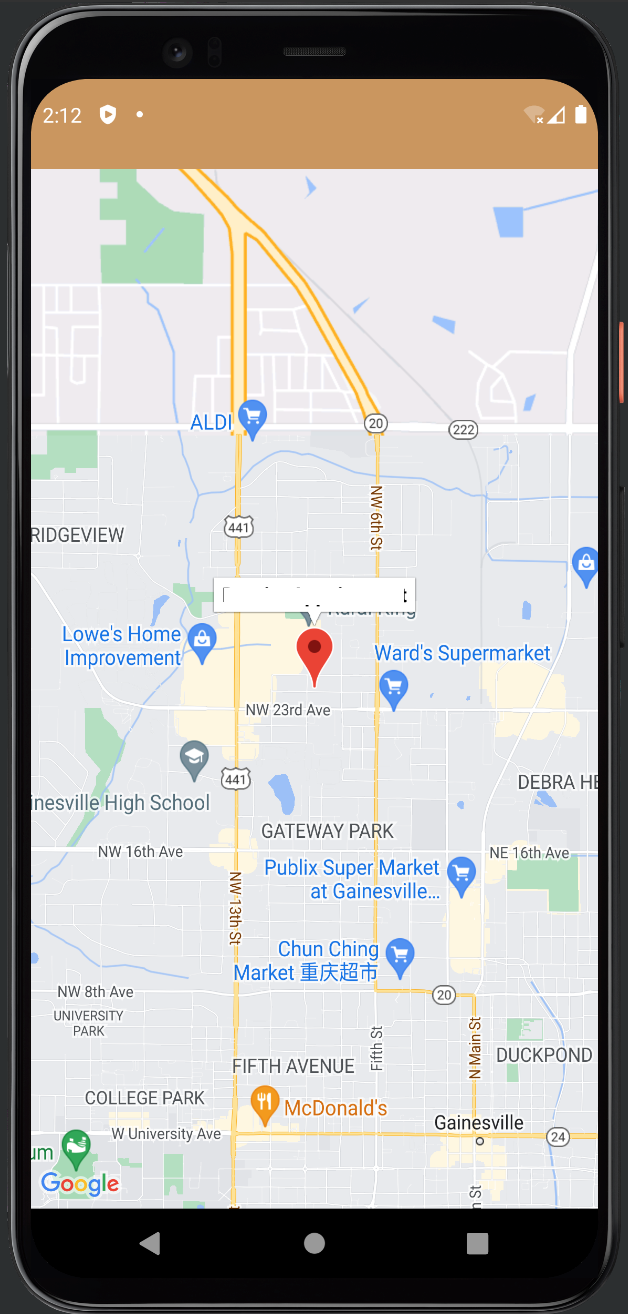 2:12
ALDI
20
222
441
NW 6th St
RIDGEVIEW
Rural King
Lowe's Home
Improvement
Ward's Supermarket
NW 23rd Ave
441
DEBRA HE
inesville High School
GATEWAY PARK
NW 16th Ave
NE 16th Ave
Publix Super Market
at Gainesville...
NW 13th St
Chun Ching
Market 重庆超市
NW 8th Ave
20
UNIVERSITY
PARK
Fifth St
N Main St
FIFTH AVENUE
DUCKPOND
COLLEGE PARK
McDonald's
Gainesville
W University Ave
24
um
Google
n St